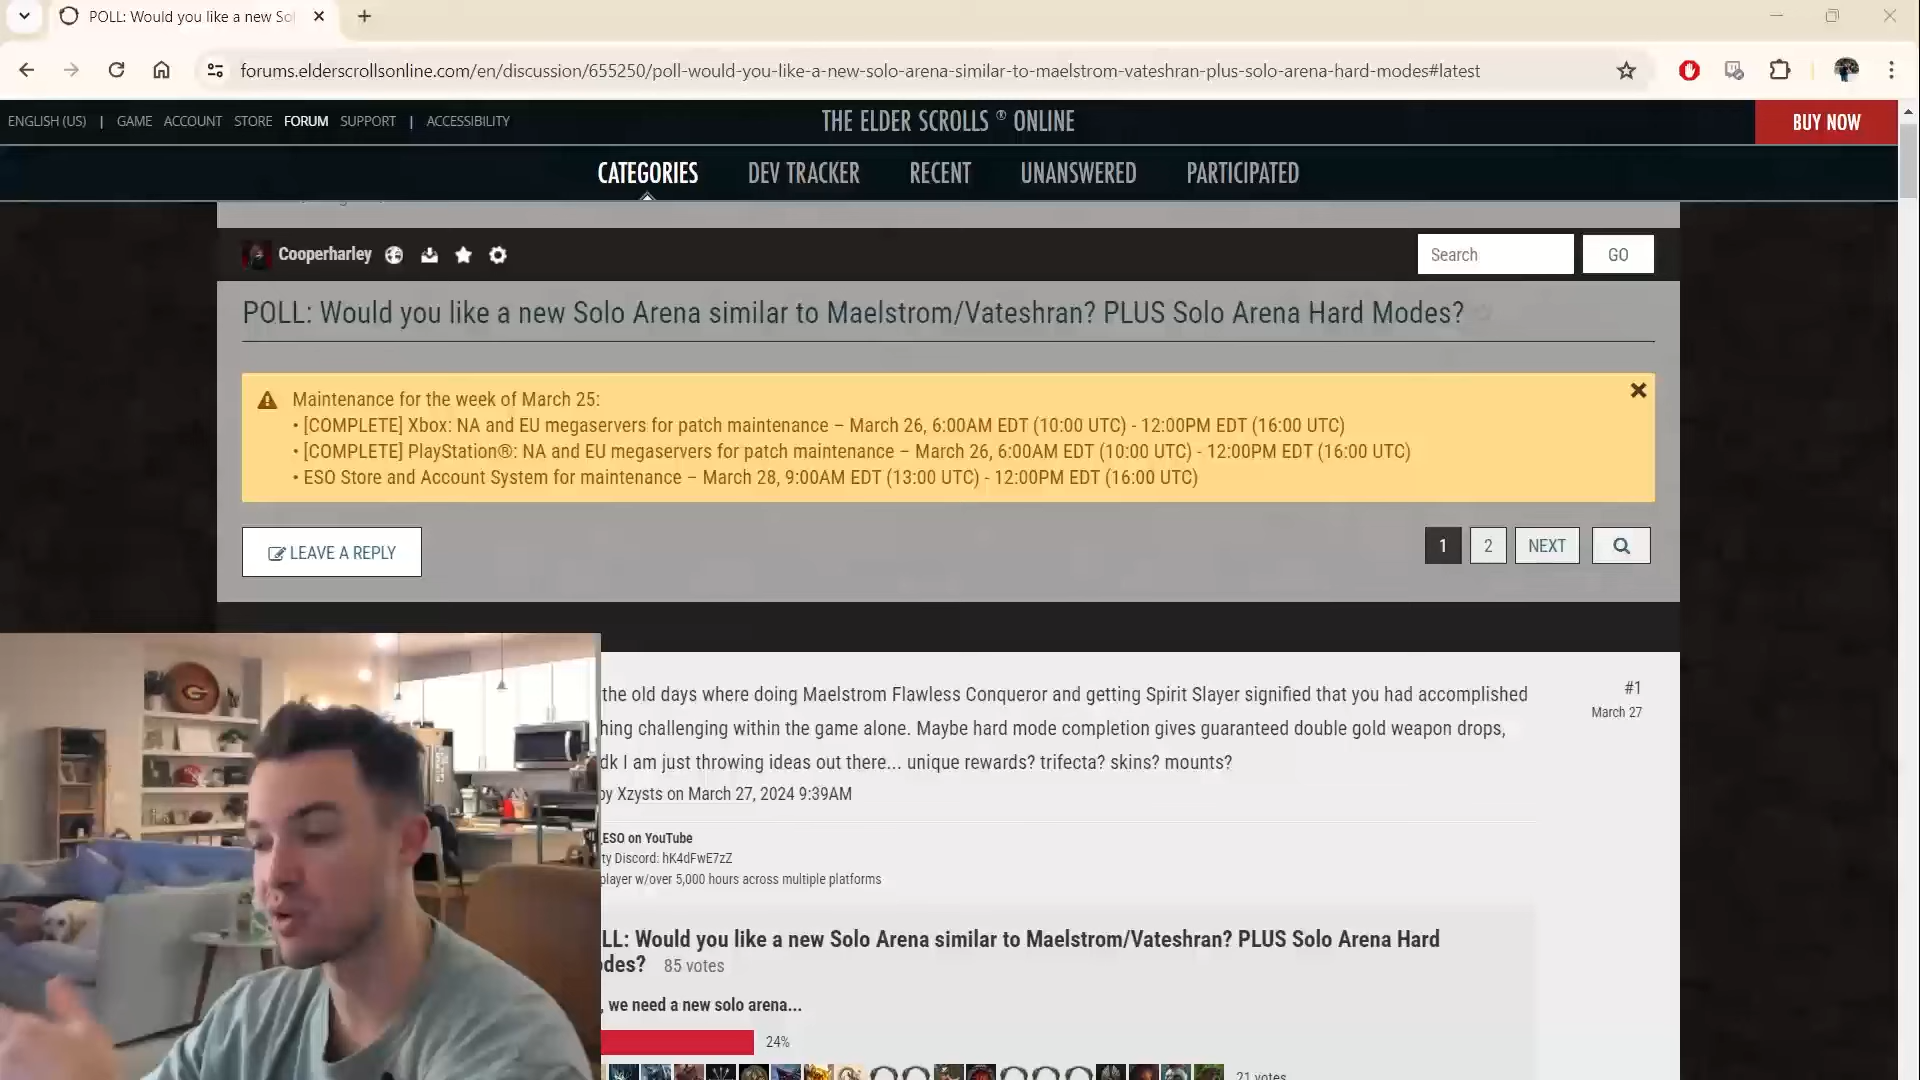 POLL: Would you like a new Sol
forums.elderscrollsonline.com/en/discussion/655250/poll-would-you-like-a-new-solo-arena-similar-to-maelstrom-vateshran-plus-solo-arena-hard-modes#latest
ENGLISH (US) | GAME ACCOUNT STORE FORUM SUPPORT | ACCESSIBILITY
THE ELDER SCROLLS ® ONLINE
BUY NOW
CATEGORIES DEV TRACKER RECENT UNANSWERED PARTICIPATED
Cooperharley
Search
GO
POLL: Would you like a new Solo Arena similar to Maelstrom/Vateshran? PLUS Solo Arena Hard Modes?
Maintenance for the week of March 25:
• [COMPLETE] Xbox: NA and EU megaservers for patch maintenance – March 26, 6:00AM EDT (10:00 UTC) - 12:00PM EDT (16:00 UTC)
• [COMPLETE] PlayStation®: NA and EU megaservers for patch maintenance – March 26, 6:00AM EDT (10:00 UTC) - 12:00PM EDT (16:00 UTC)
• ESO Store and Account System for maintenance – March 28, 9:00AM EDT (13:00 UTC) - 12:00PM EDT (16:00 UTC)
LEAVE A REPLY
1 2 NEXT
the old days where doing Maelstrom Flawless Conqueror and getting Spirit Slayer signified that you had accomplished
#1
hing challenging within the game alone. Maybe hard mode completion gives guaranteed double gold weapon drops,
March 27
dk I am just throwing ideas out there... unique rewards? trifecta? skins? mounts?
by Xzysts on March 27, 2024 9:39AM
_ESO on YouTube
ty Discord: hK4dFwE7zZ
player w/over 5,000 hours across multiple platforms
LL: Would you like a new Solo Arena similar to Maelstrom/Vateshran? PLUS Solo Arena Hard
odes? 85 votes
, we need a new solo arena...
24%
21 votes
G